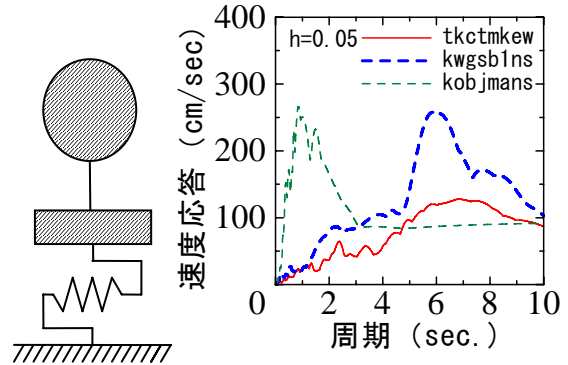 h=0.05
tkctmkew
kwgsb1ns
kobjmans
速度応答 (cm/sec)
400
300
200
100
0
0 2 4 6 8 10
周期 (sec.)